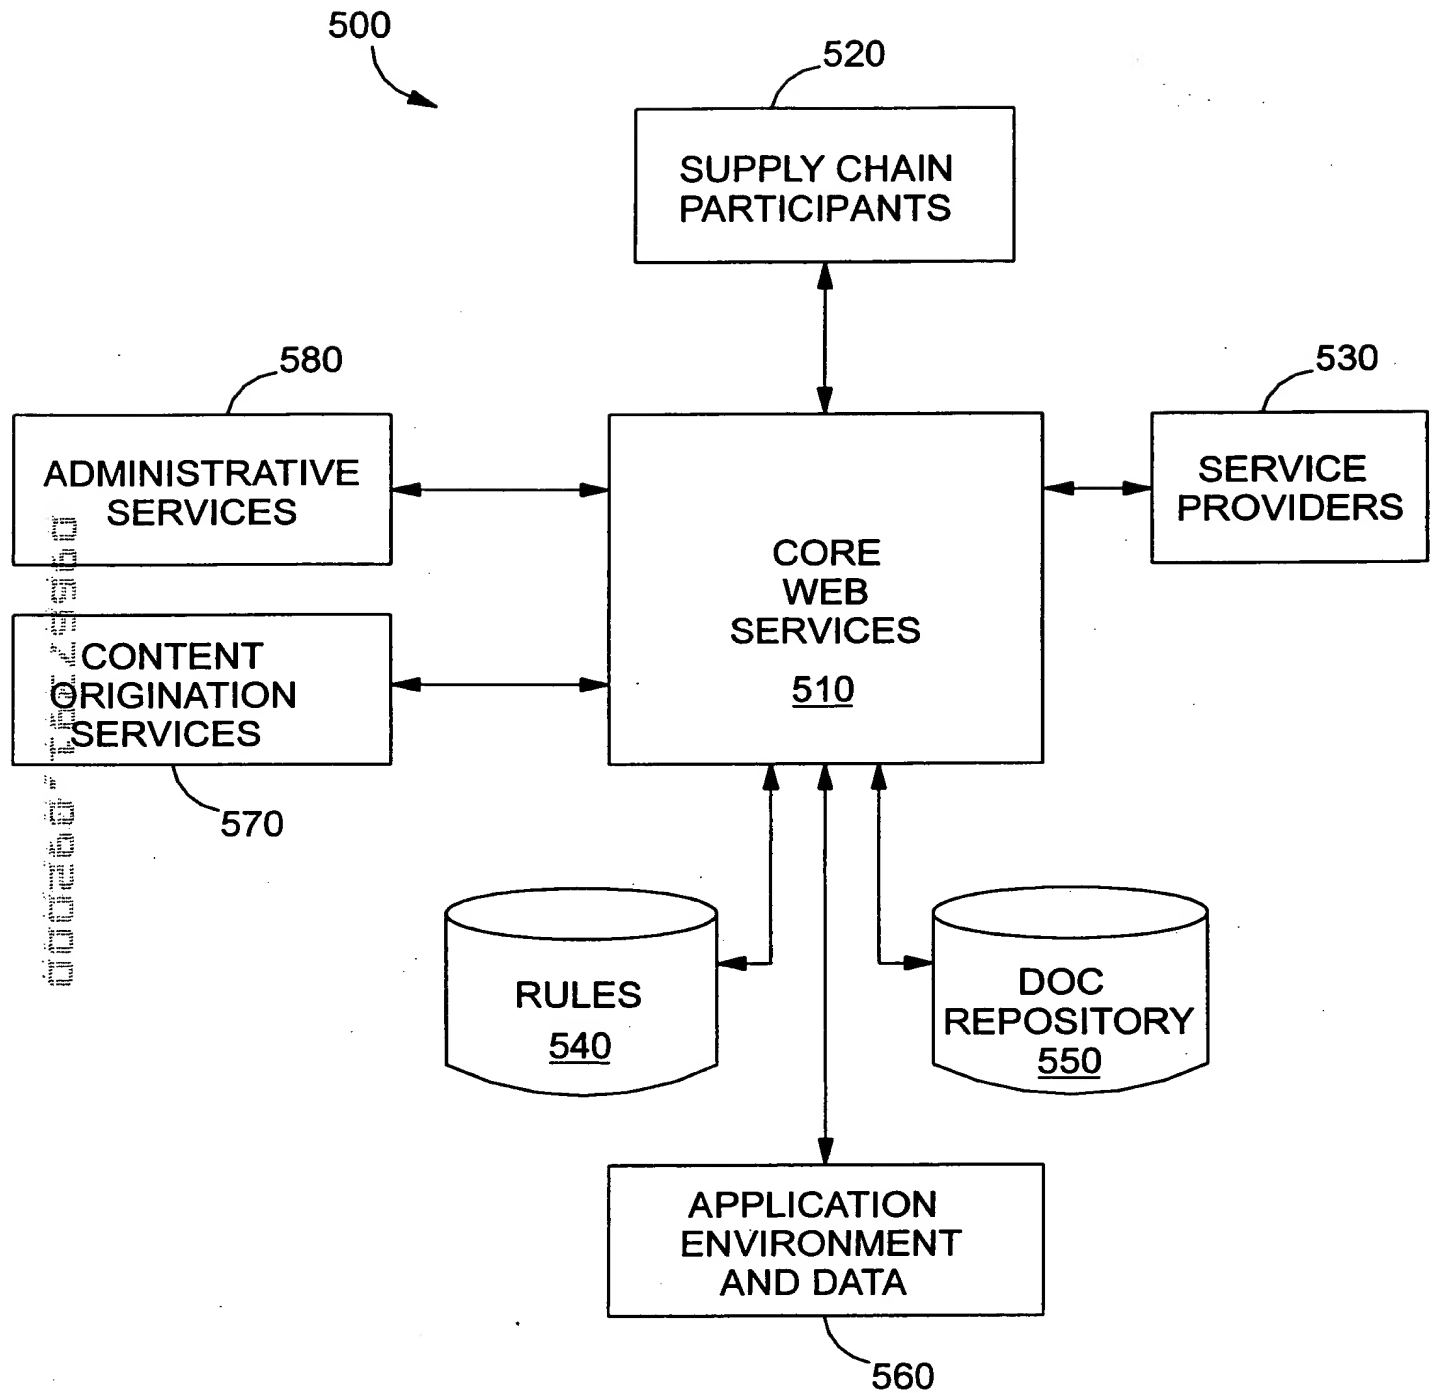 500
520
SUPPLY CHAIN
PARTICIPANTS
580
530
ADMINISTRATIVE
SERVICES
SERVICE
PROVIDERS
CORE
WEB
SERVICES
510
CONTENT
ORIGINATION
SERVICES
570
RULES
540
DOC
REPOSITORY
550
APPLICATION
ENVIRONMENT
AND DATA
560